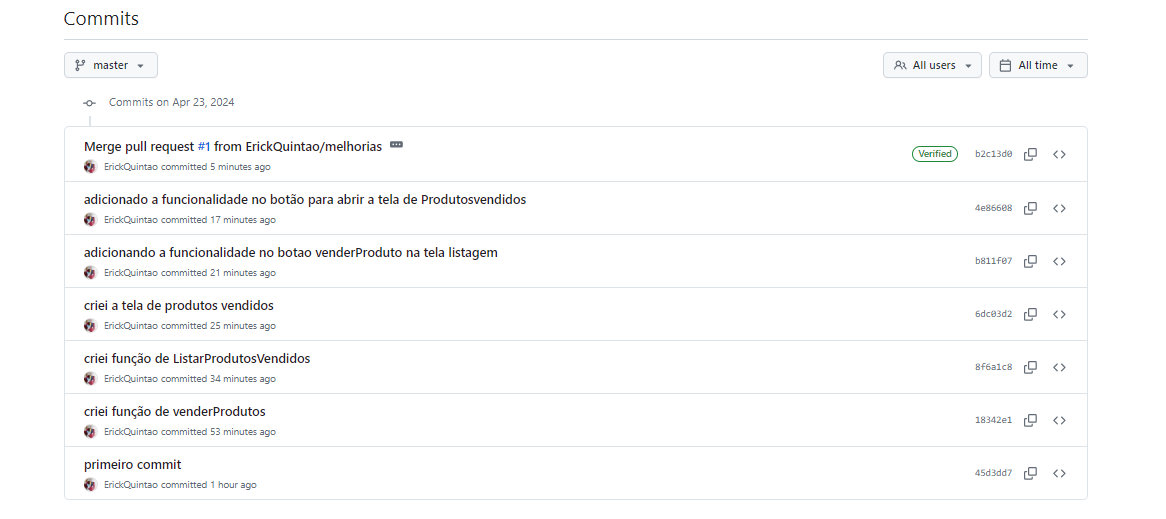 Commits
master
All users
All time
Commits on Apr 23, 2024
Merge pull request #1 from ErickQuintao/melhorias
ErickQuintao committed 5 minutes ago
Verified
b2c13d0
adicionado a funcionalidade no botão para abrir a tela de Produtosvendidos
ErickQuintao committed 17 minutes ago
4e86608
adicionando a funcionalidade no botao venderProduto na tela listagem
ErickQuintao committed 21 minutes ago
b811f07
criei a tela de produtos vendidos
ErickQuintao committed 25 minutes ago
6dc03d2
criei função de ListarProdutosVendidos
ErickQuintao committed 34 minutes ago
8f6a1c8
criei função de venderProdutos
ErickQuintao committed 53 minutes ago
18342e1
primeiro commit
ErickQuintao committed 1 hour ago
45d3dd7